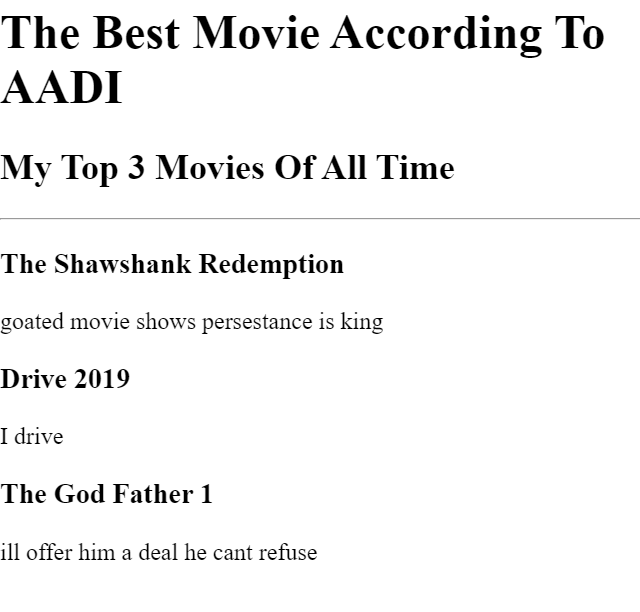 The Best Movie According To
AADI
My Top 3 Movies Of All Time
The Shawshank Redemption
goated movie shows persestance is king
Drive 2019
I drive
The God Father 1
ill offer him a deal he cant refuse